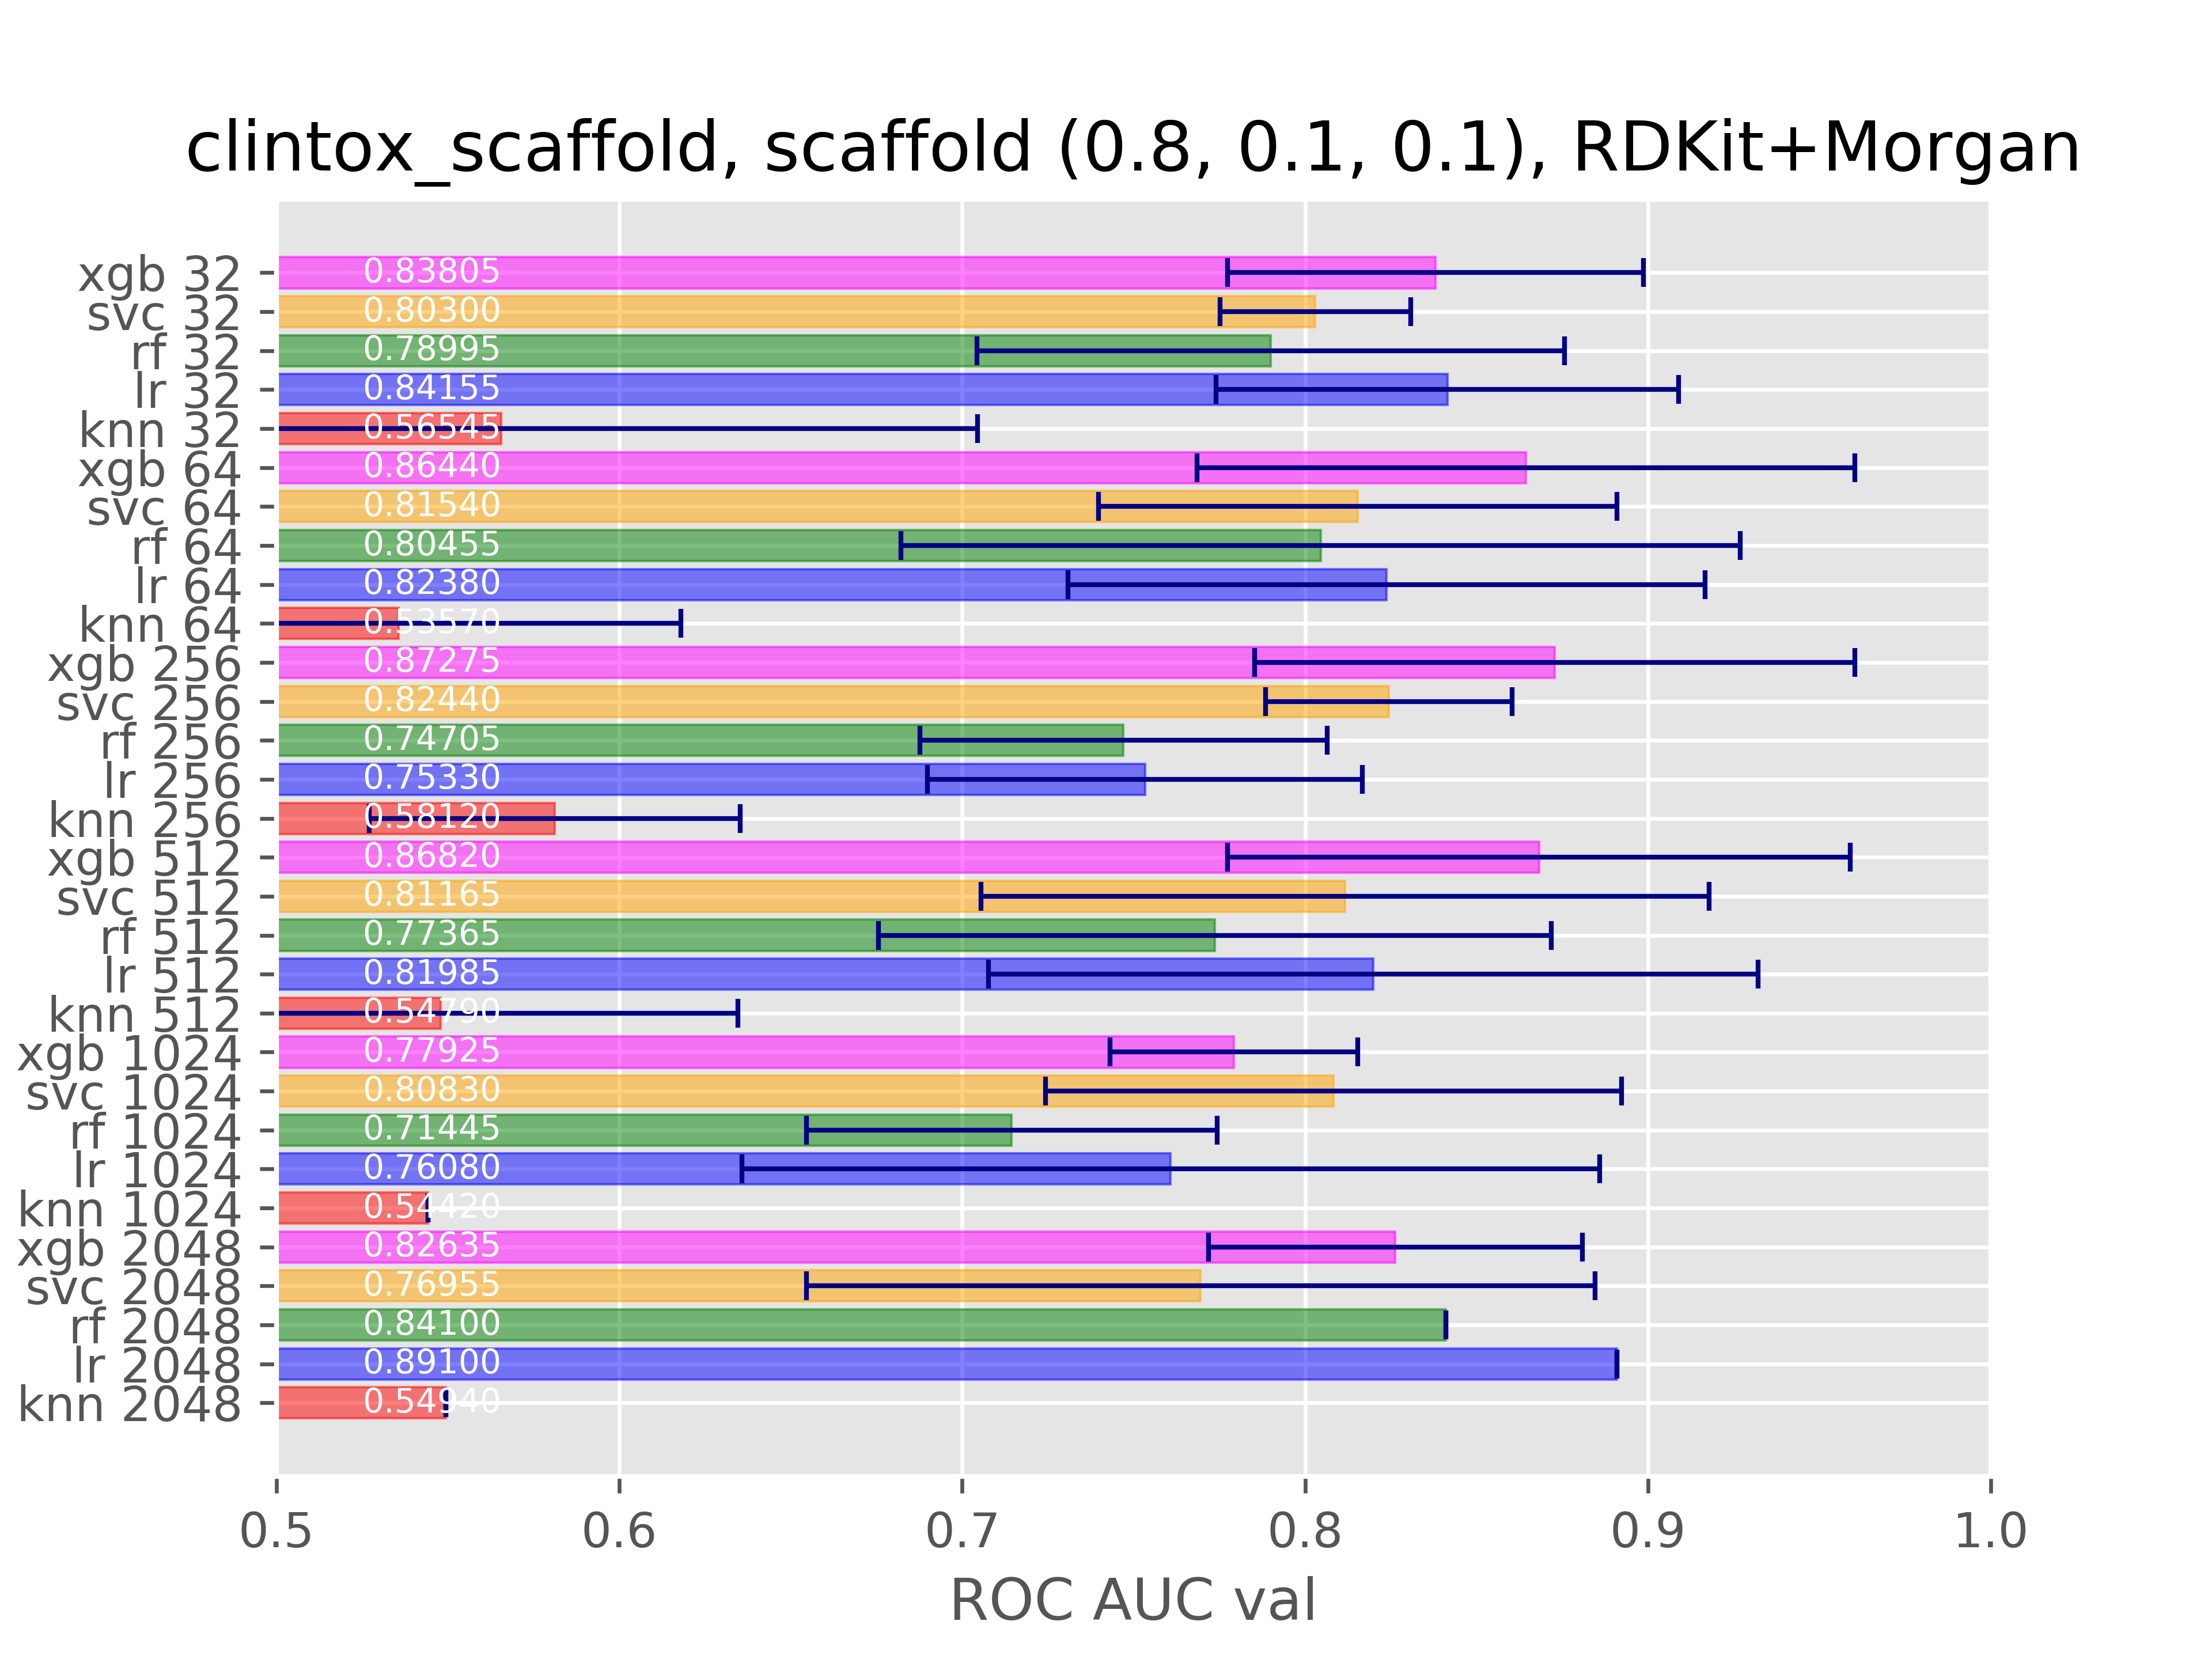 clintox_scaffold, scaffold (0.8, 0.1, 0.1), RDKit+Morgan
xgb 32 0.83805
svc 32 0.80300
rf 32 0.78995
lr 32 0.84155
knn 32 0.56545
xgb 64 0.86440
svc 64 0.81540
rf 64 0.80455
lr 64 0.82380
knn 64 0.53570
xgb 256 0.87275
svc 256 0.82440
rf 256 0.74705
lr 256 0.75330
knn 256 0.58120
xgb 512 0.86820
svc 512 0.81165
rf 512 0.77365
lr 512 0.81985
knn 512 0.54790
xgb 1024 0.77925
svc 1024 0.80830
rf 1024 0.71445
lr 1024 0.76080
knn 1024 0.54420
xgb 2048 0.82635
svc 2048 0.76955
rf 2048 0.84100
lr 2048 0.89100
knn 2048 0.54940
0.5 0.6 0.7 0.8 0.9 1.0
ROC AUC val